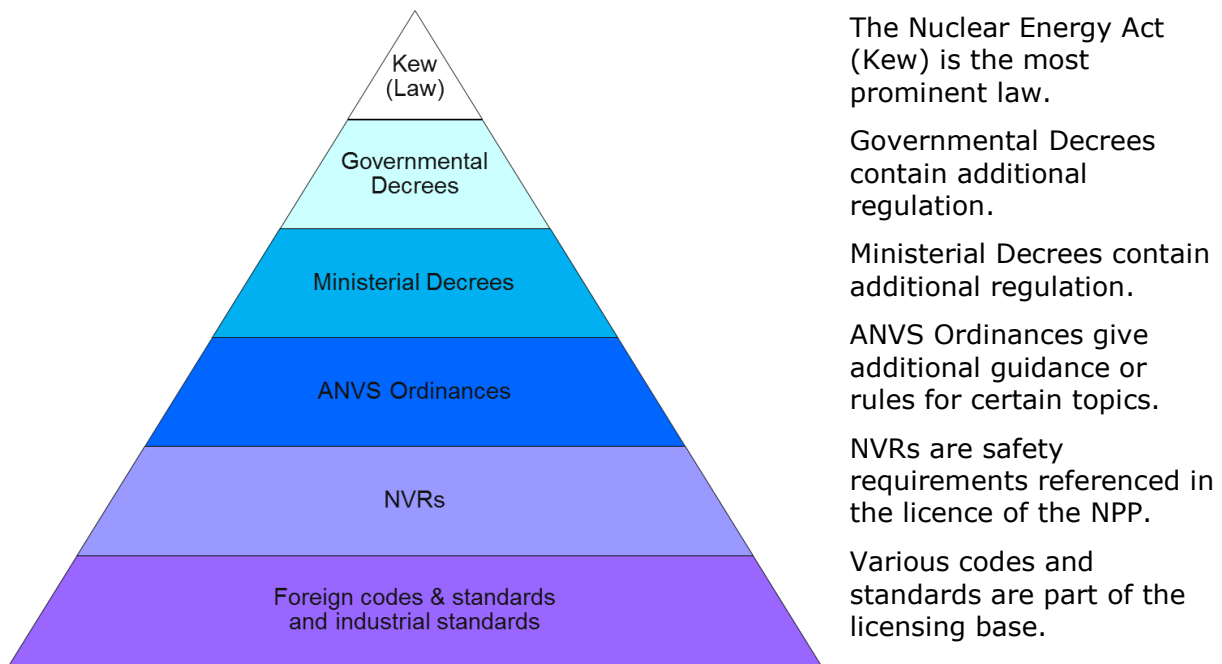 Kew
(Law)
The Nuclear Energy Act
(Kew) is the most
prominent law.
Governmental
Decrees
Governmental Decrees
contain additional
regulation.
Ministerial Decrees
Ministerial Decrees contain
additional regulation.
ANVS Ordinances
ANVS Ordinances give
additional guidance or
rules for certain topics.
NVRs
NVRs are safety
requirements referenced in
the licence of the NPP.
Foreign codes & standards
and industrial standards
Various codes and
standards are part of the
licensing base.